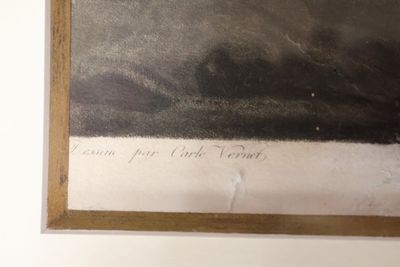 Dessiné par Carle Vernet,